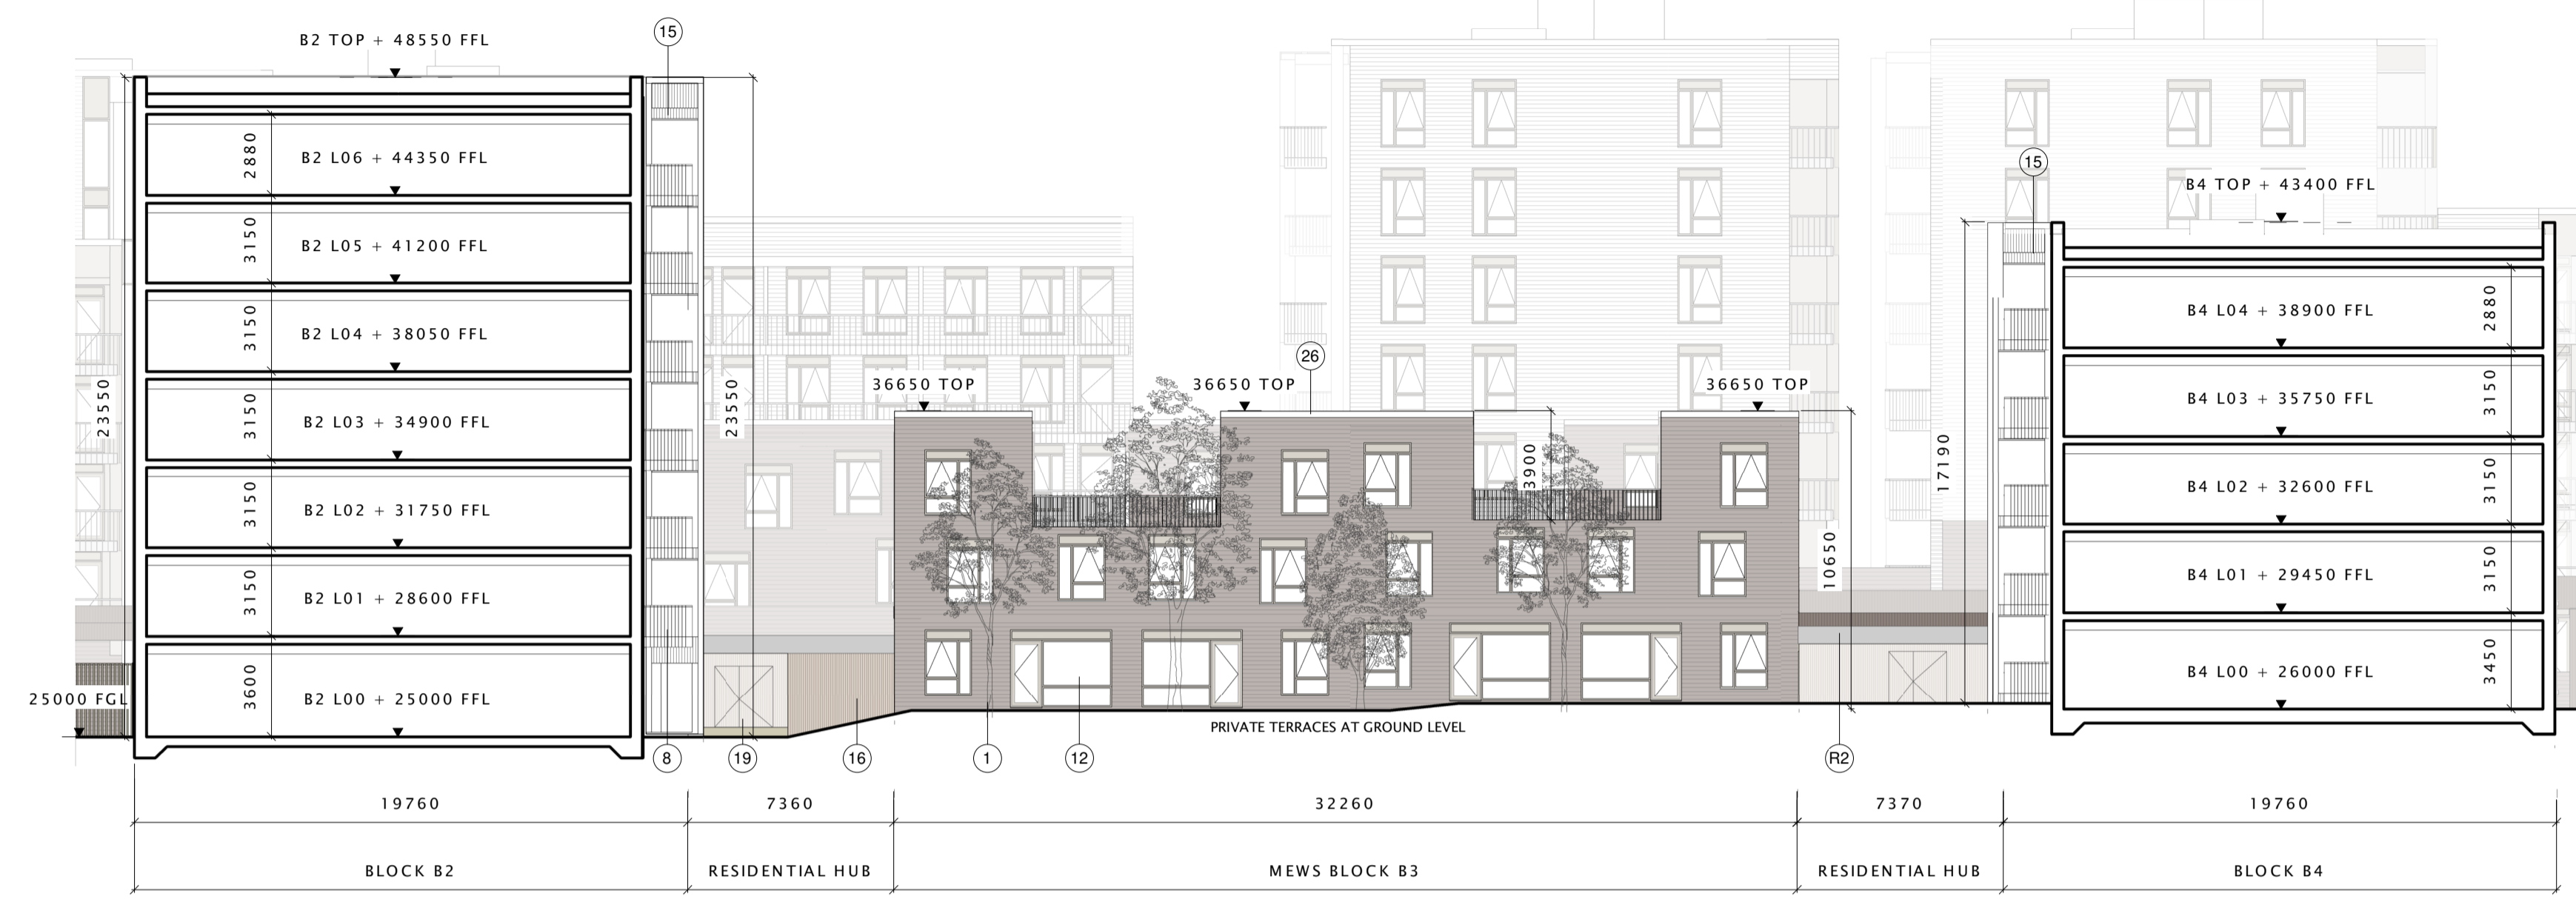 B2 TOP + 48550 FFL
15
2880
B2 L06 + 44350 FFL
3150
B2 L05 + 41200 FFL
3150
B2 L04 + 38050 FFL
3150
B2 L03 + 34900 FFL
3150
B2 L02 + 31750 FFL
3150
B2 L01 + 28600 FFL
3600
B2 L00 + 25000 FFL
23550
23550
25000 FGL
36650 TOP
36650 TOP
26
36650 TOP
3900
10650
17190
15
B4 TOP + 43400 FFL
B4 L04 + 38900 FFL
2880
B4 L03 + 35750 FFL
3150
B4 L02 + 32600 FFL
3150
B4 L01 + 29450 FFL
3150
B4 L00 + 26000 FFL
3450
PRIVATE TERRACES AT GROUND LEVEL
8
19
16
1
12
R2
19760
7360
32260
7370
19760
BLOCK B2
RESIDENTIAL HUB
MEWS BLOCK B3
RESIDENTIAL HUB
BLOCK B4